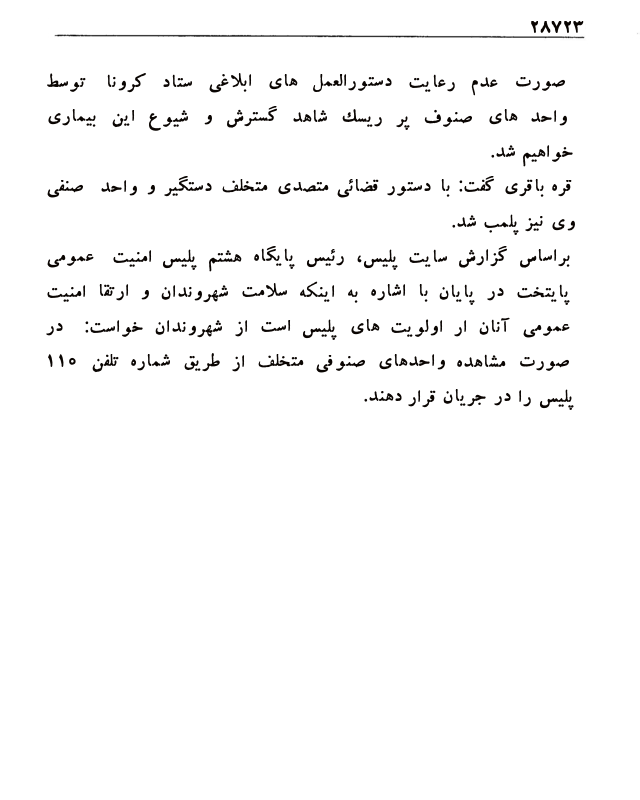 ۲۸۷۲۳
صورت عدم رعایت دستورالعمل های ابلاغی ستاد کرونا توسط
واحد های صنوف پر ریسك شاهد گسترش و شیوع این بیماری
خواهیم شد.
قره باقری گفت: با دستور قضائی متصدی متخلف دستگیر و واحد صنفی
وی نیز پلمب شد.
براساس گزارش سایت پلیس، رئیس پایگاه هشتم پلیس امنیت عمومی
پایتخت در پایان با اشاره به اینکه سلامت شهروندان و ارتقا امنیت
عمومی آنان ار اولویت های پلیس است از شهروندان خواست: در
صورت مشاهده واحدهای صنوفی متخلف از طریق شماره تلفن ۱۱۰
پلیس را در جریان قرار دهند.